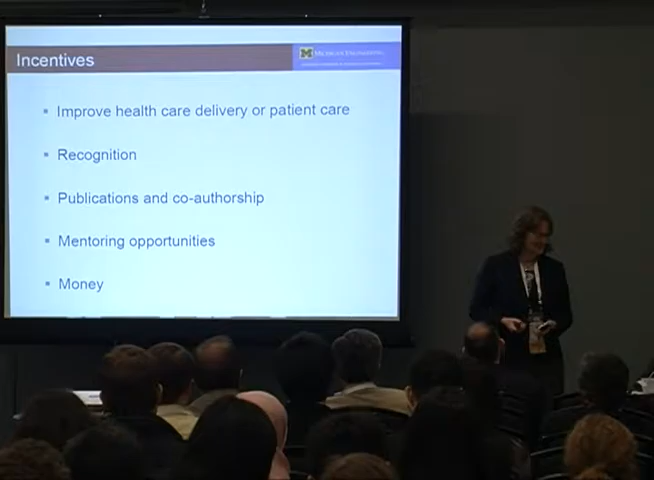 Incentives
M MICHIGAN ENGINEERING
▪ Improve health care delivery or patient care
▪ Recognition
▪ Publications and co-authorship
▪ Mentoring opportunities
▪ Money